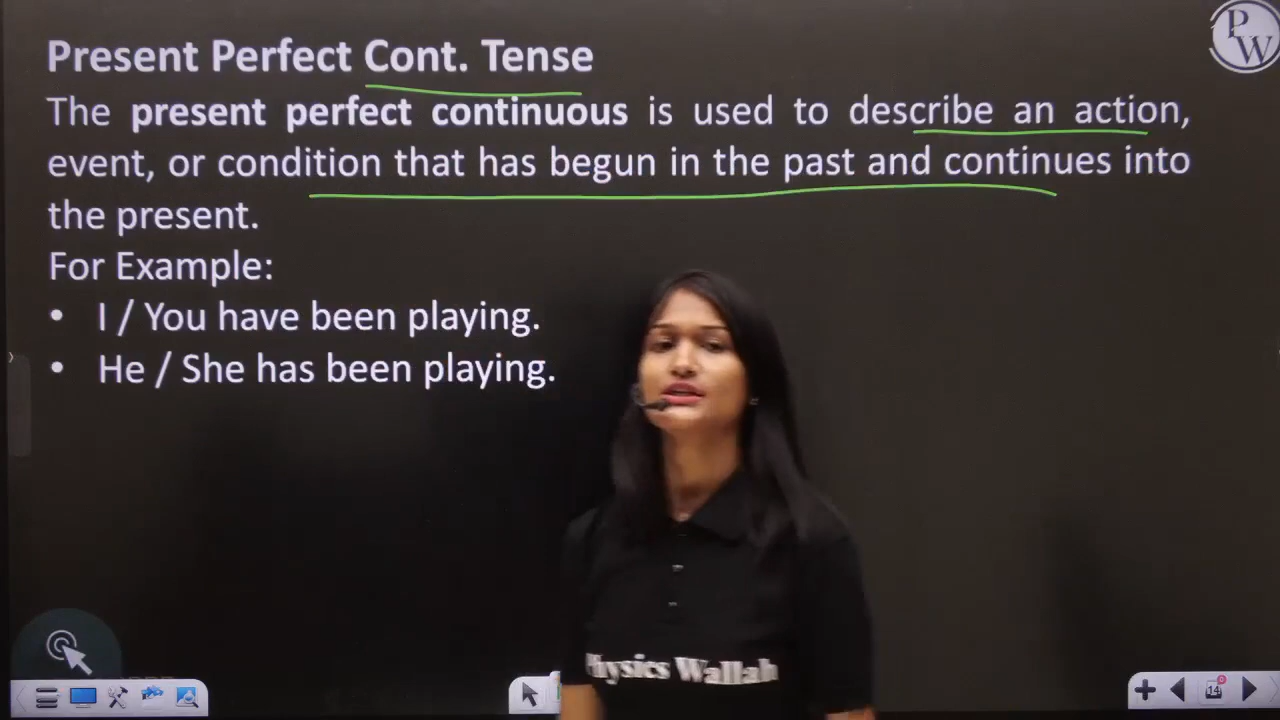 Present Perfect Cont. Tense
PW
The present perfect continuous is used to describe an action,
event, or condition that has begun in the past and continues into
the present.
For Example:
• I / You have been playing.
• He / She has been playing.
Physics Wallah
14